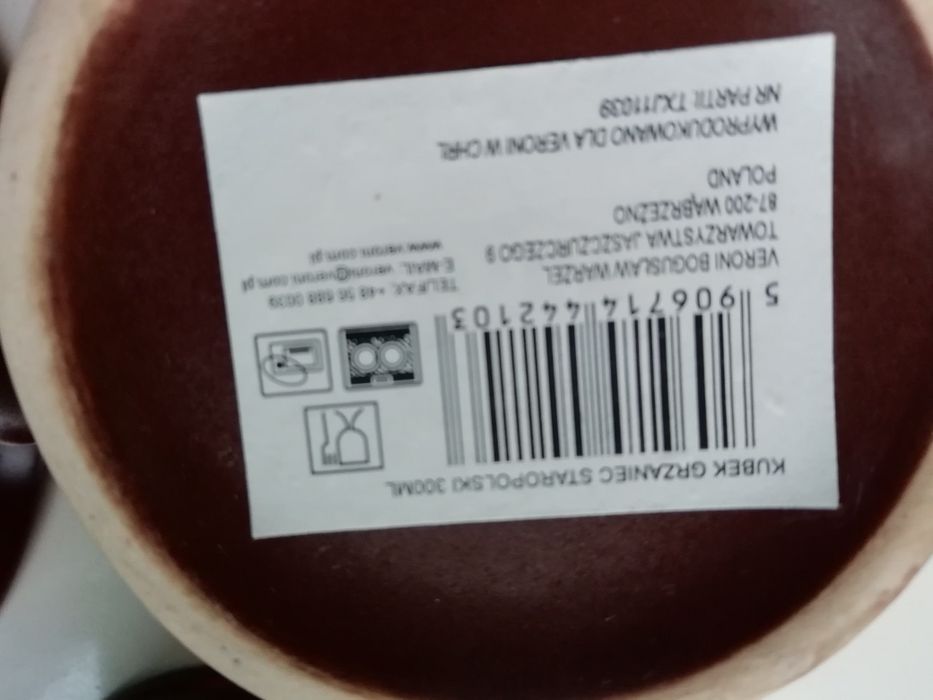 KUBEK GRZANIEC STAROPOLSKI 300ML
5 906714 442103
VERONI BOGUSŁAW WARZEL
TOWARZYSTWA JASZCZURCZEGO 9
87-200 WĄBRZEŹNO
POLAND
TEL/FAX. +48 56 688 0039
E-MAIL. veroni@veroni.com.pl
www.veroni.com.pl
WYPRODUKOWANO DLA VERONI W CHRL
NR PARTII: TXJ11039